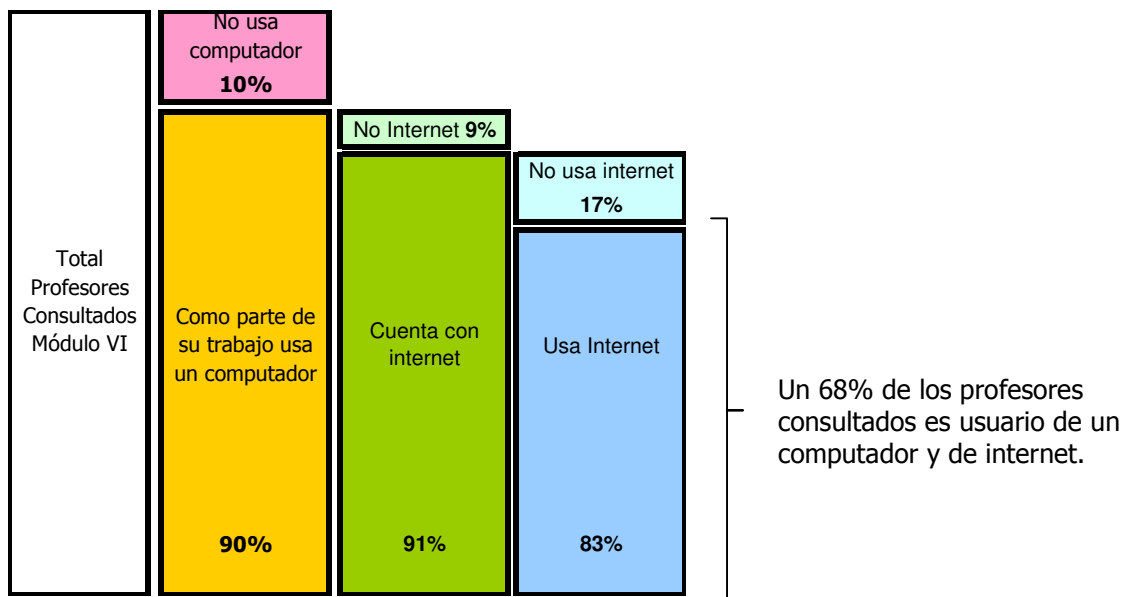 No usa
computador
10%
No Internet 9%
No usa internet
17%
Total
Profesores
Consultados
Módulo VI
Como parte de
su trabajo usa
un computador
Cuenta con
internet
Usa Internet
Un 68% de los profesores
consultados es usuario de un
computador y de internet.
90%
91%
83%